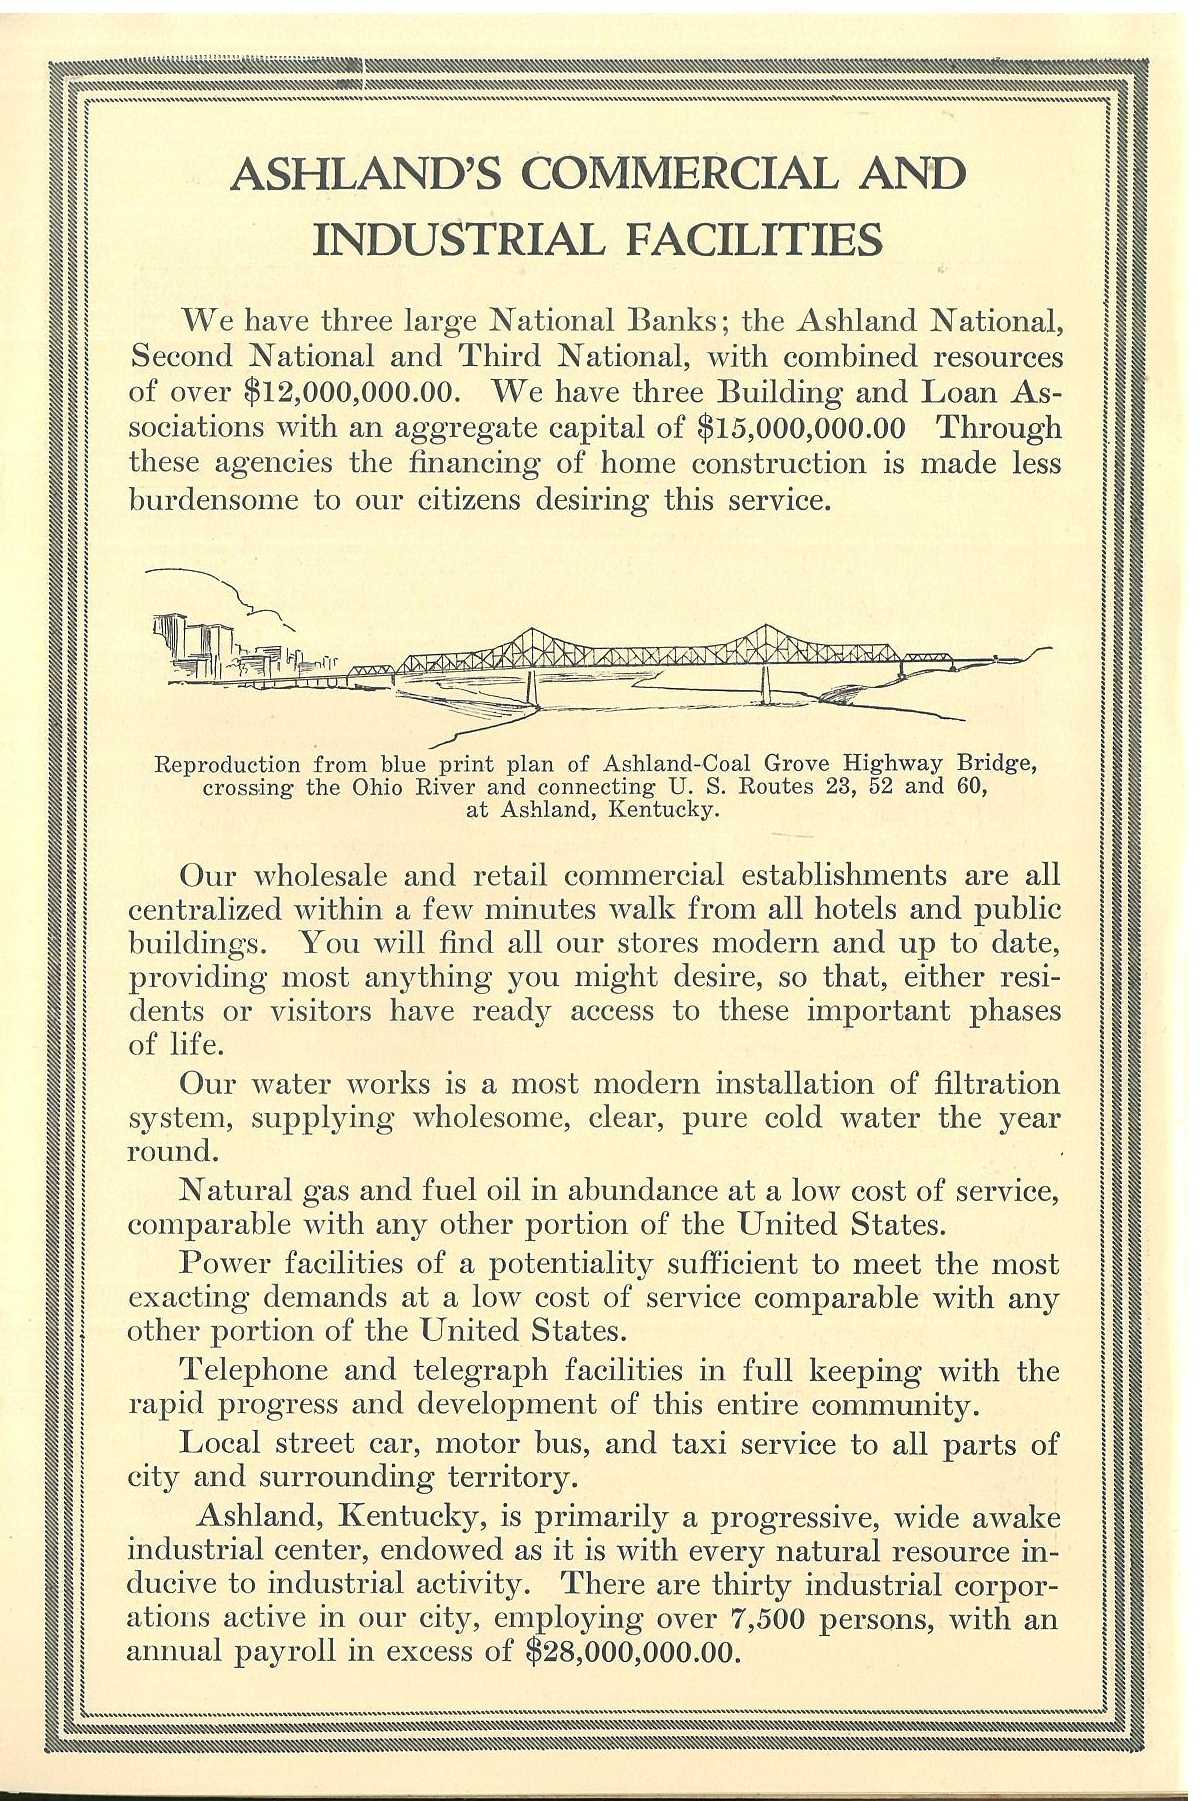 ASHLAND'S COMMERCIAL AND
INDUSTRIAL FACILITIES
We have three large National Banks; the Ashland National,
Second National and Third National, with combined resources
of over $12,000,000.00. We have three Building and Loan As-
sociations with an aggregate capital of $15,000,000.00 Through
these agencies the financing of home construction is made less
burdensome to our citizens desiring this service.
Reproduction from blue print plan of Ashland-Coal Grove Highway Bridge,
crossing the Ohio River and connecting U. S. Routes 23, 52 and 60,
at Ashland, Kentucky.
Our wholesale and retail commercial establishments are all
centralized within a few minutes walk from all hotels and public
buildings. You will find all our stores modern and up to date,
providing most anything you might desire, so that, either resi-
dents or visitors have ready access to these important phases
of life.
Our water works is a most modern installation of filtration
system, supplying wholesome, clear, pure cold water the year
round.
Natural gas and fuel oil in abundance at a low cost of service,
comparable with any other portion of the United States.
Power facilities of a potentiality sufficient to meet the most
exacting demands at a low cost of service comparable with any
other portion of the United States.
Telephone and telegraph facilities in full keeping with the
rapid progress and development of this entire community.
Local street car, motor bus, and taxi service to all parts of
city and surrounding territory.
Ashland, Kentucky, is primarily a progressive, wide awake
industrial center, endowed as it is with every natural resource in-
ducive to industrial activity. There are thirty industrial corpor-
ations active in our city, employing over 7,500 persons, with an
annual payroll in excess of $28,000,000.00.